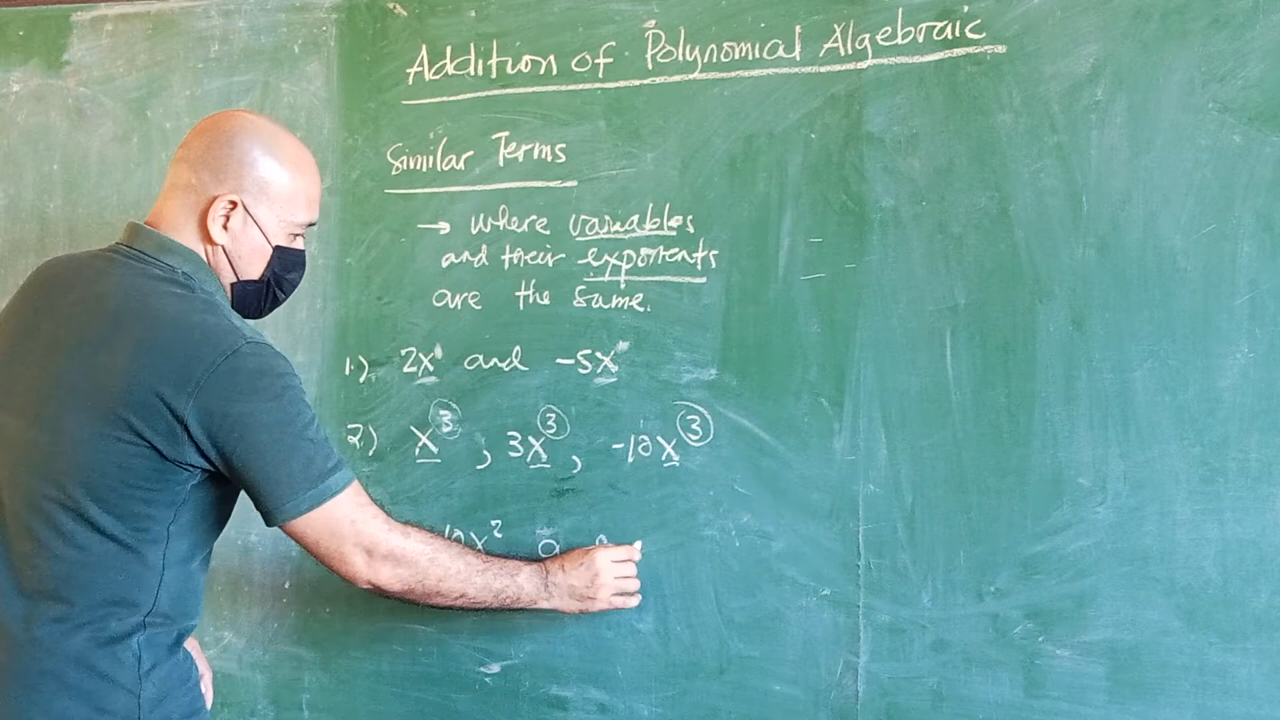 Addition of Polynomial Algebraic
Similar Terms
→ where variables
and their exponents
are the same.
1.) 2x¹ and -5x
2.) x³, 3x³, -10x³
10x²